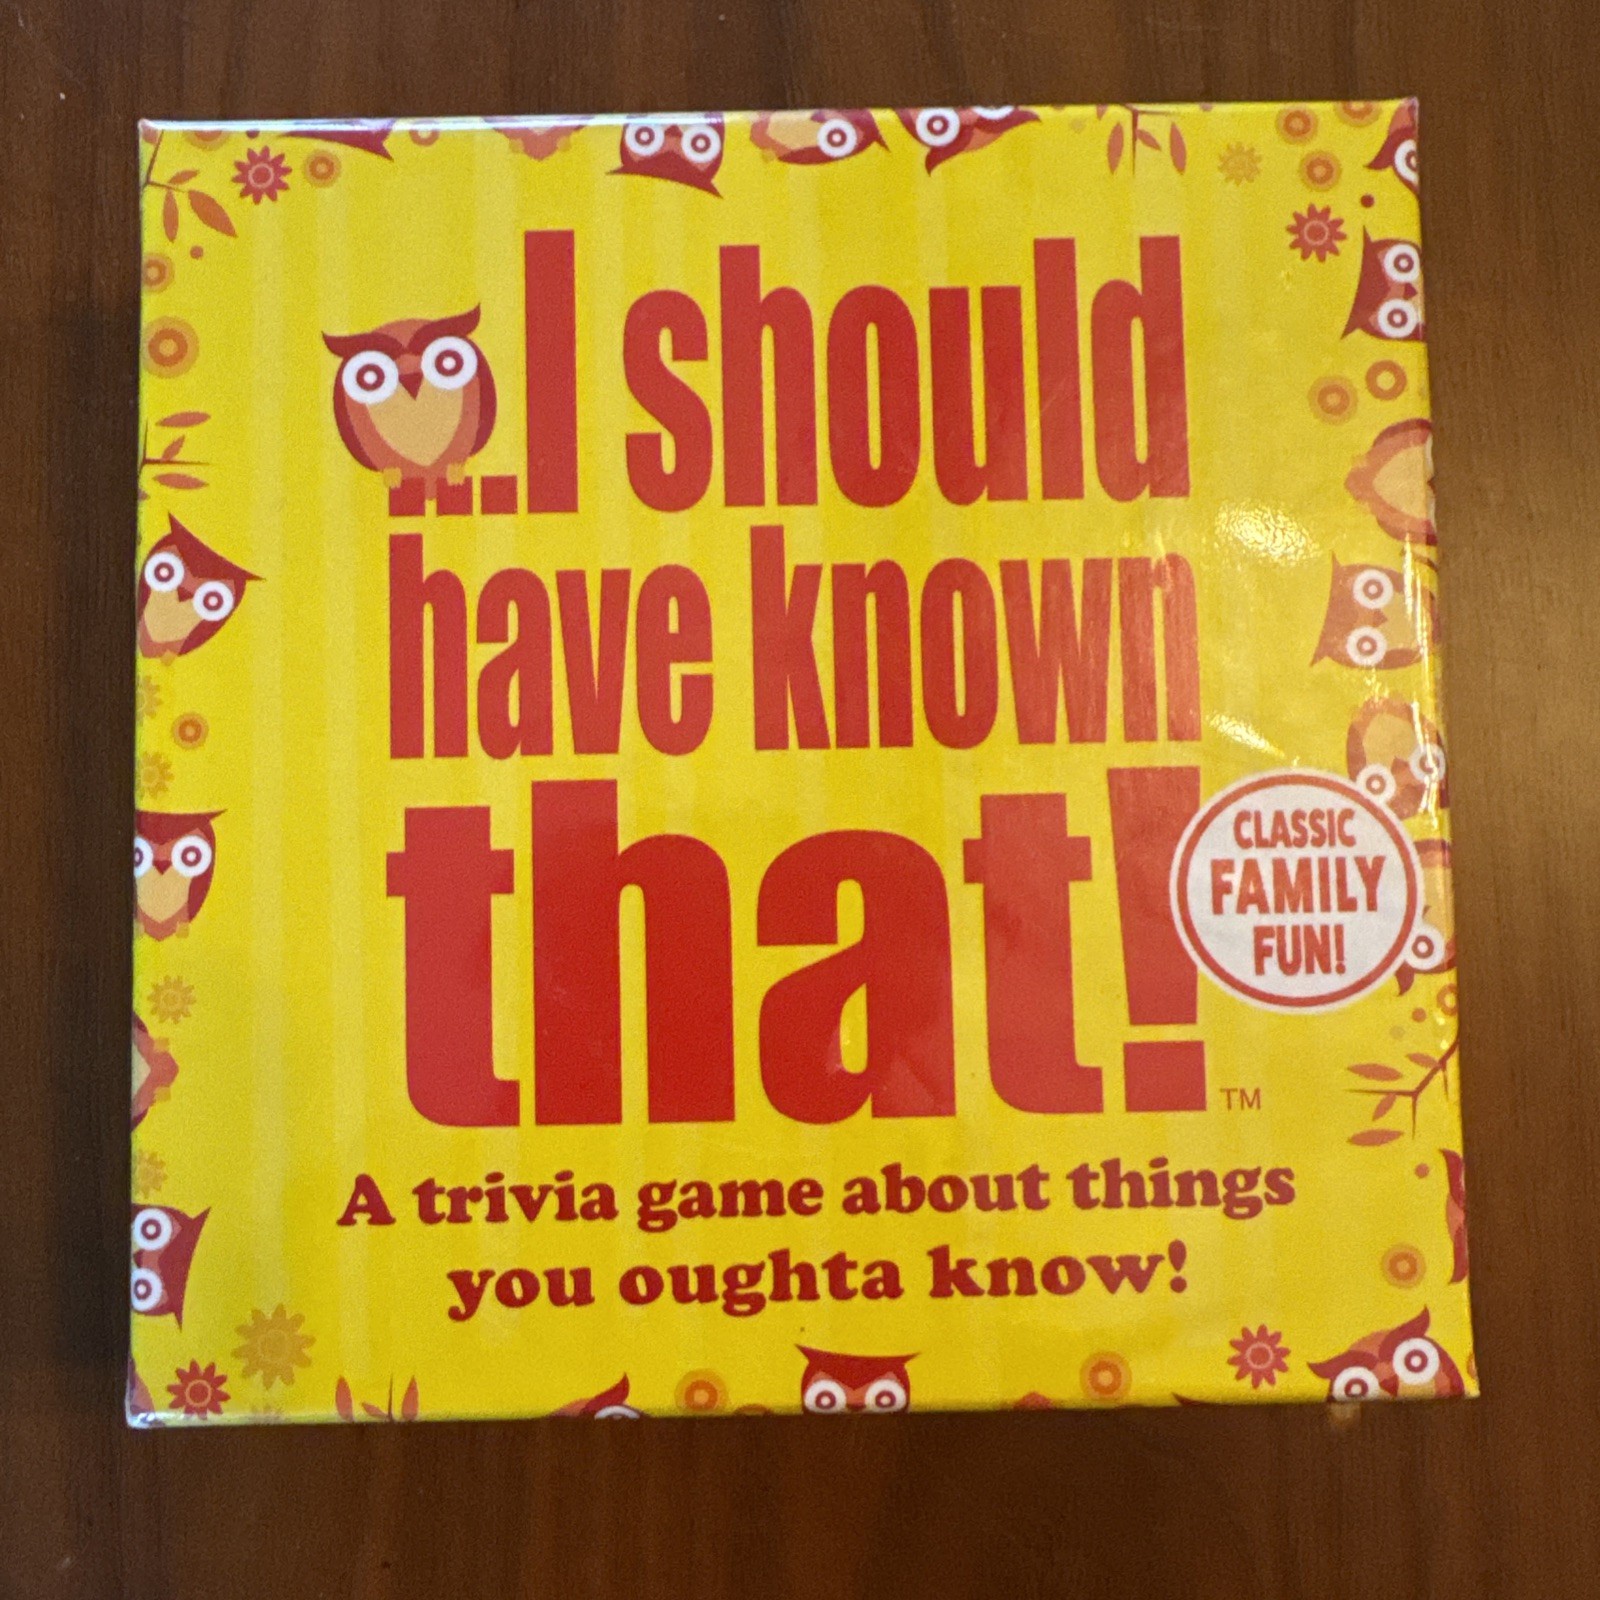 ...I should
have known
that!™
CLASSIC
FAMILY
FUN!
A trivia game about things
you oughta know!